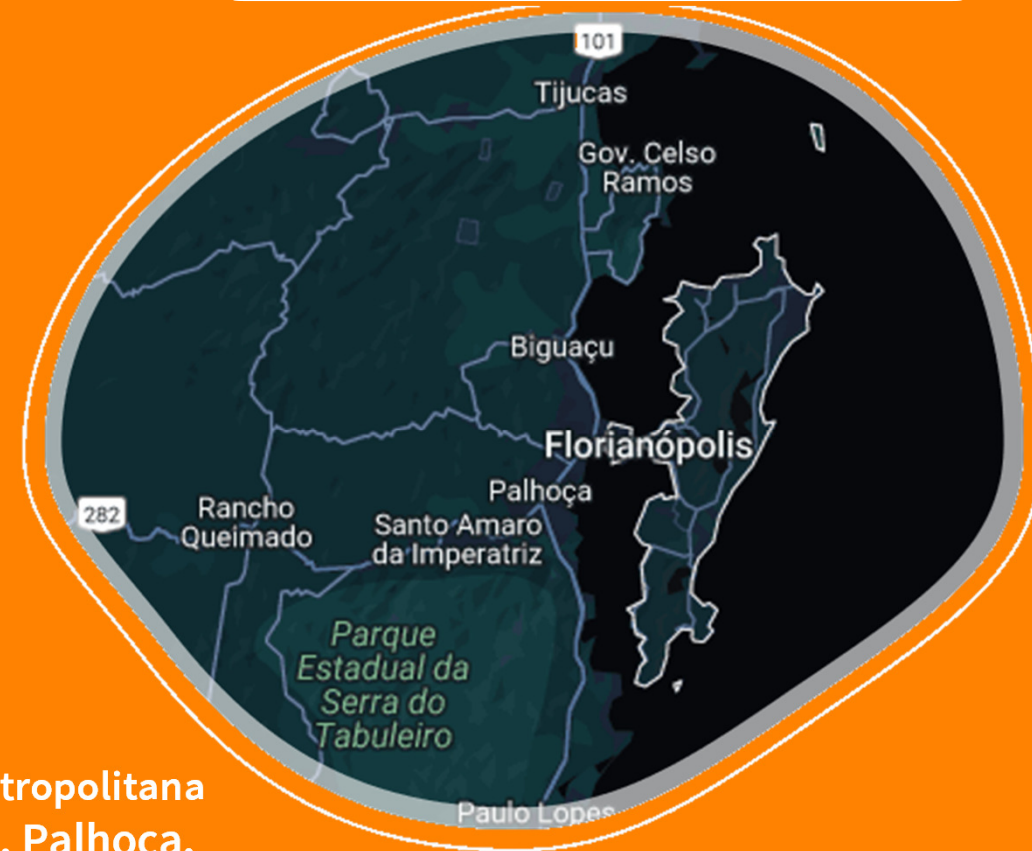 101
Tijucas
Gov. Celso
Ramos
Biguaçu
Florianópolis
Palhoça
282
Rancho
Queimado
Santo Amaro
da Imperatriz
Parque
Estadual da
Serra do
Tabuleiro
tropolitana
Paulo Lopes
. Palhoça.